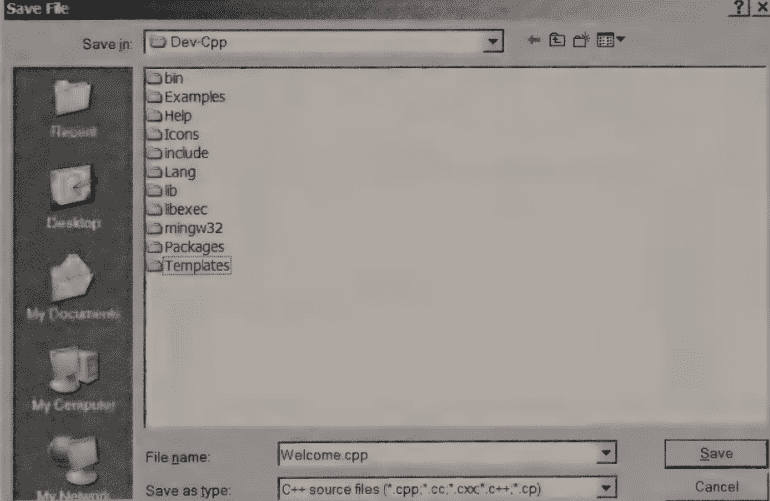 Save File
? ×
Save in:
Dev-Cpp
bin
Examples
Help
Icons
include
Lang
lib
libexec
mingw32
Packages
Templates
Recent
Desktop
My Documents
My Computer
My Network
File name:
Welcome.cpp
Save
Save as type:
C++ source files (*.cpp;*.cc;*.cxx;*.c++;*.cp)
Cancel